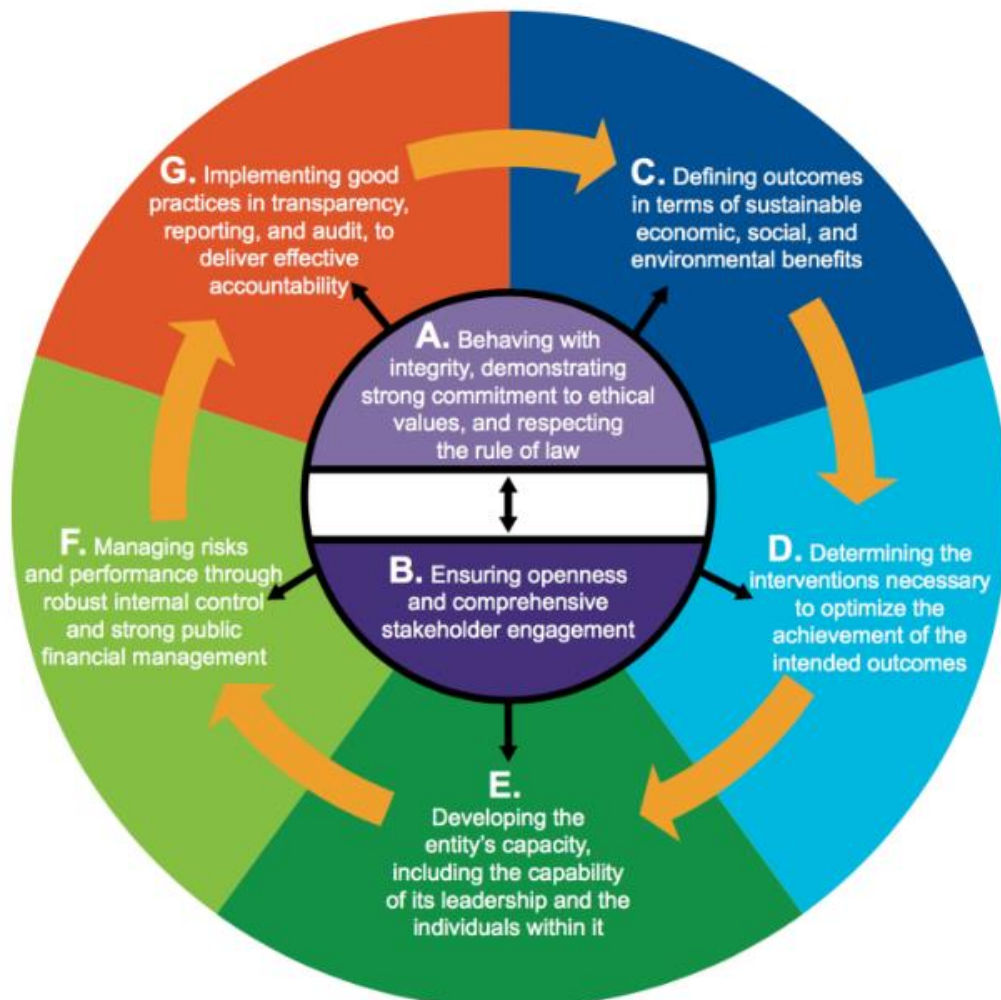 G. Implementing good
practices in transparency,
reporting, and audit, to
deliver effective
accountability
C. Defining outcomes
in terms of sustainable
economic, social, and
environmental benefits
A. Behaving with
integrity, demonstrating
strong commitment to ethical
values, and respecting
the rule of law
F. Managing risks
and performance through
robust internal control
and strong public
financial management
B. Ensuring openness
and comprehensive
stakeholder engagement
D. Determining the
interventions necessary
to optimize the
achievement of the
intended outcomes
E.
Developing the
entity's capacity,
including the capability
of its leadership and the
individuals within it